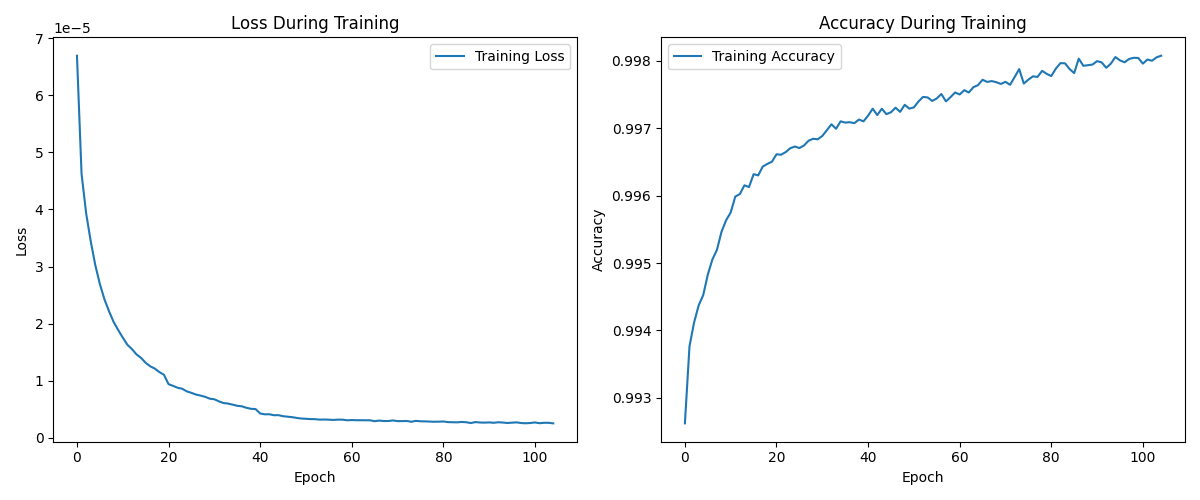 Loss During Training
1e−5
7
6
5
4
3
2
1
0
Loss
Training Loss
0 20 40 60 80 100
Epoch
Accuracy During Training
0.998
0.997
0.996
0.995
0.994
0.993
Accuracy
Training Accuracy
0 20 40 60 80 100
Epoch